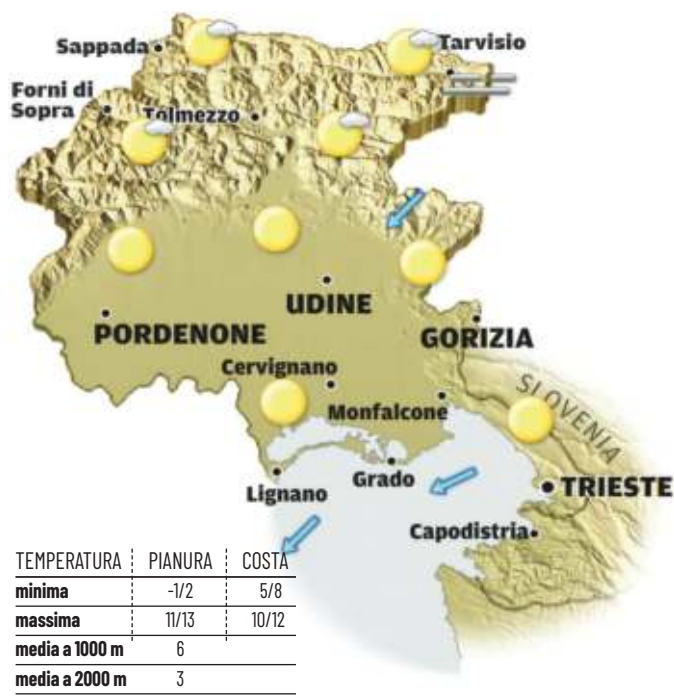 Sappada
Tarvisio
Forni di
Sopra
Tolmezzo
UDINE
PORDENONE
GORIZIA
Cervignano
SLOVENIA
Monfalcone
Lignano
Grado
TRIESTE
Capodistria
TEMPERATURA PIANURA COSTA
minima -1/2 5/8
massima 11/13 10/12
media a 1000 m 6
media a 2000 m 3